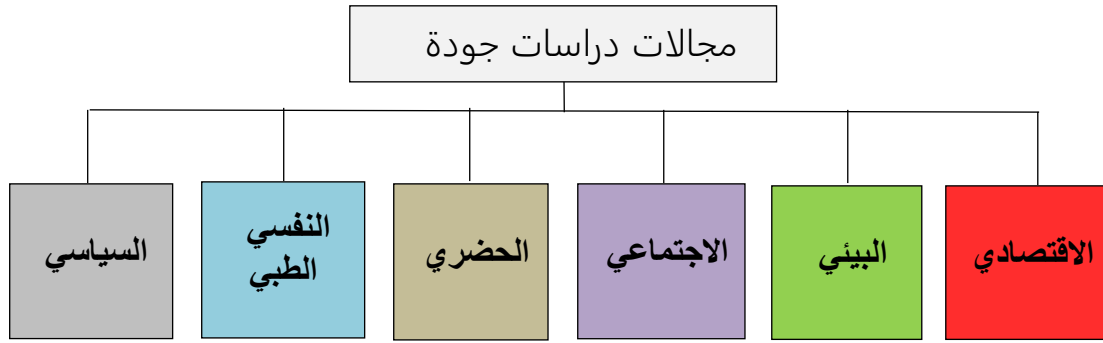 مجالات دراسات جودة
الاقتصادي
البيئي
الاجتماعي
الحضري
النفسي
الطبي
السياسي